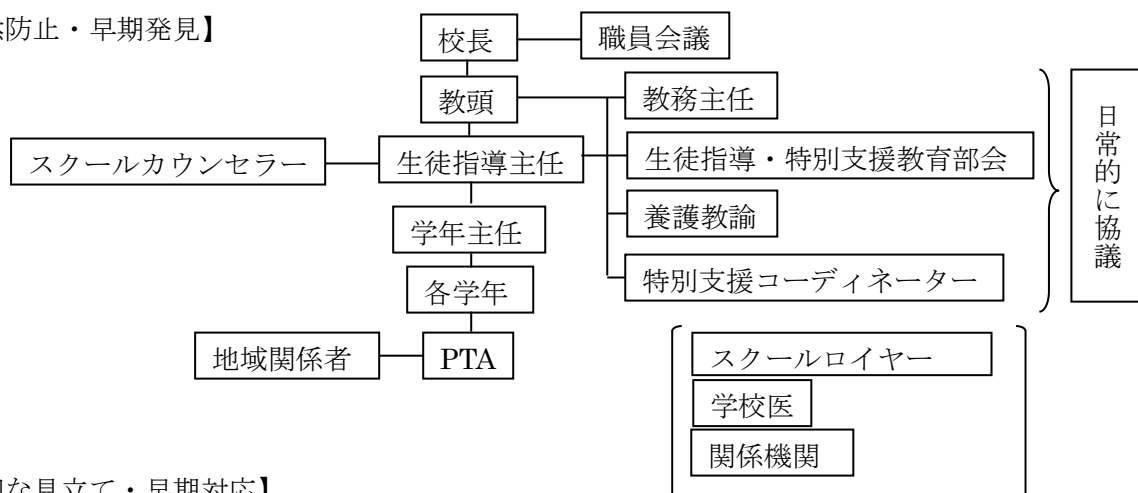 防止・早期発見】
校長
職員会議
教頭
教務主任
スクールカウンセラー
生徒指導主任
生徒指導・特別支援教育部会
養護教諭
学年主任
各学年
特別支援コーディネーター
日常的に協議
地域関係者
PTA
スクールロイヤー
学校医
関係機関
な見立て・早期対応】